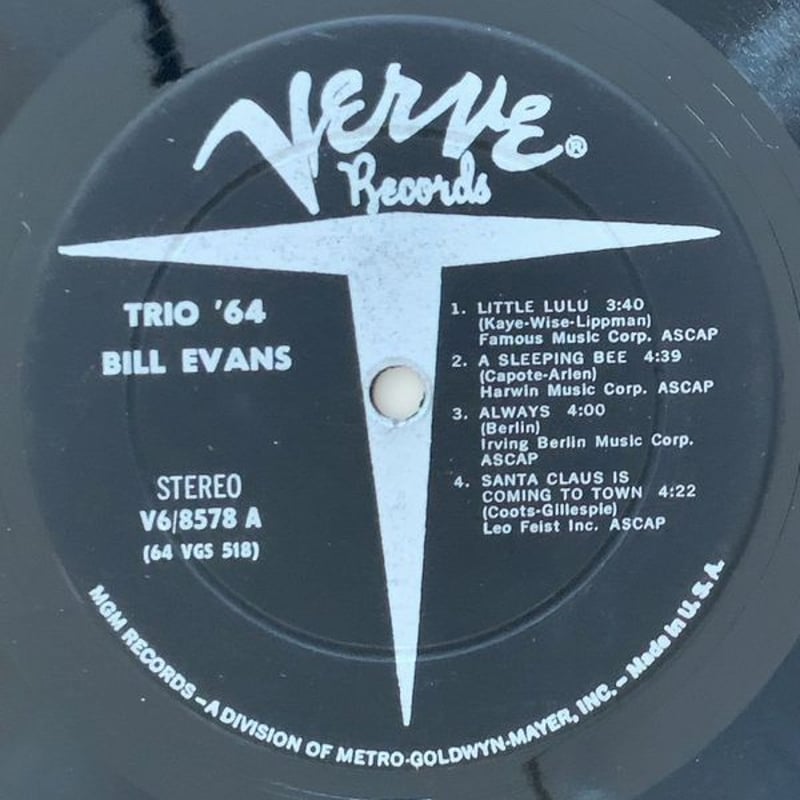 Verve ®
Records
TRIO '64
BILL EVANS
STEREO
V6/8578 A
(64 VGS 518)
1. LITTLE LULU 3:40
(Kaye-Wise-Lippman)
Famous Music Corp. ASCAP
2. A SLEEPING BEE 4:39
(Capote-Arlen)
Harwin Music Corp. ASCAP
3. ALWAYS 4:00
(Berlin)
Irving Berlin Music Corp.
ASCAP
4. SANTA CLAUS IS
COMING TO TOWN 4:22
(Coots-Gillespie)
Leo Feist Inc. ASCAP
MGM RECORDS – A DIVISION OF METRO-GOLDWYN-MAYER, INC. – Made in U.S.A.